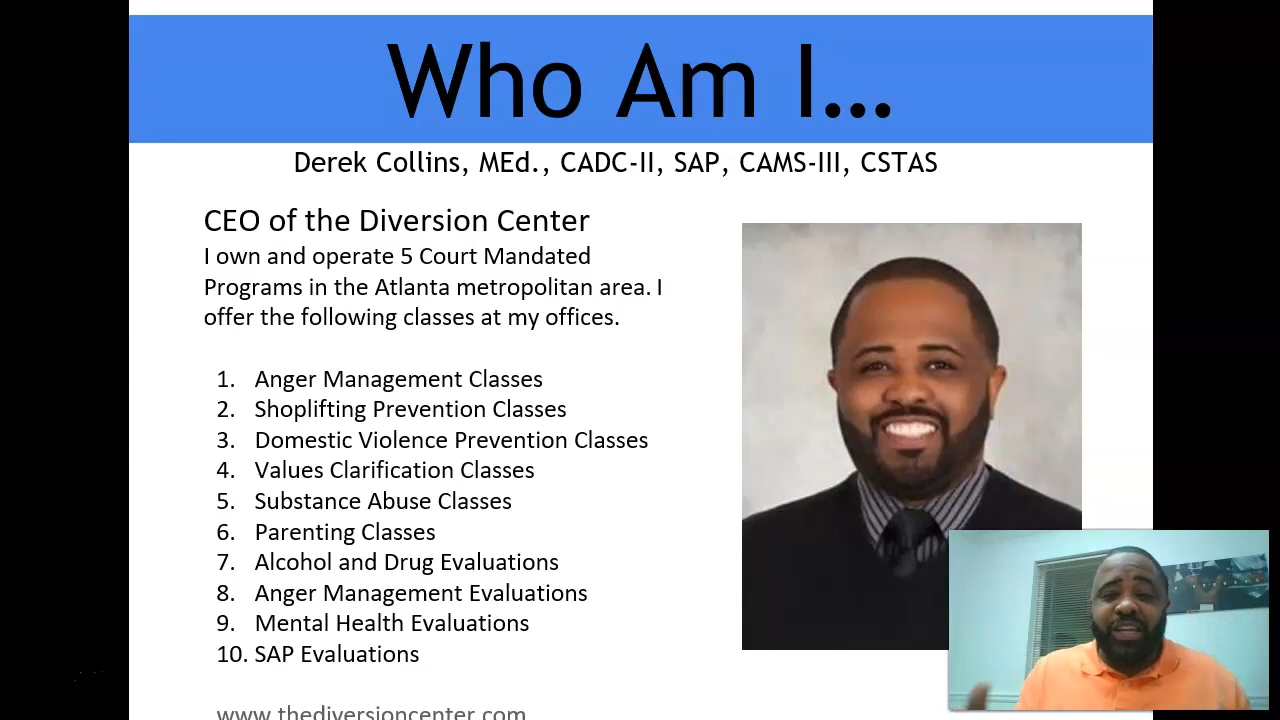 Who Am I...
Derek Collins, MEd., CADC-II, SAP, CAMS-III, CSTAS
CEO of the Diversion Center
I own and operate 5 Court Mandated
Programs in the Atlanta metropolitan area. I
offer the following classes at my offices.
1. Anger Management Classes
2. Shoplifting Prevention Classes
3. Domestic Violence Prevention Classes
4. Values Clarification Classes
5. Substance Abuse Classes
6. Parenting Classes
7. Alcohol and Drug Evaluations
8. Anger Management Evaluations
9. Mental Health Evaluations
10. SAP Evaluations
www.thediversioncenter.com